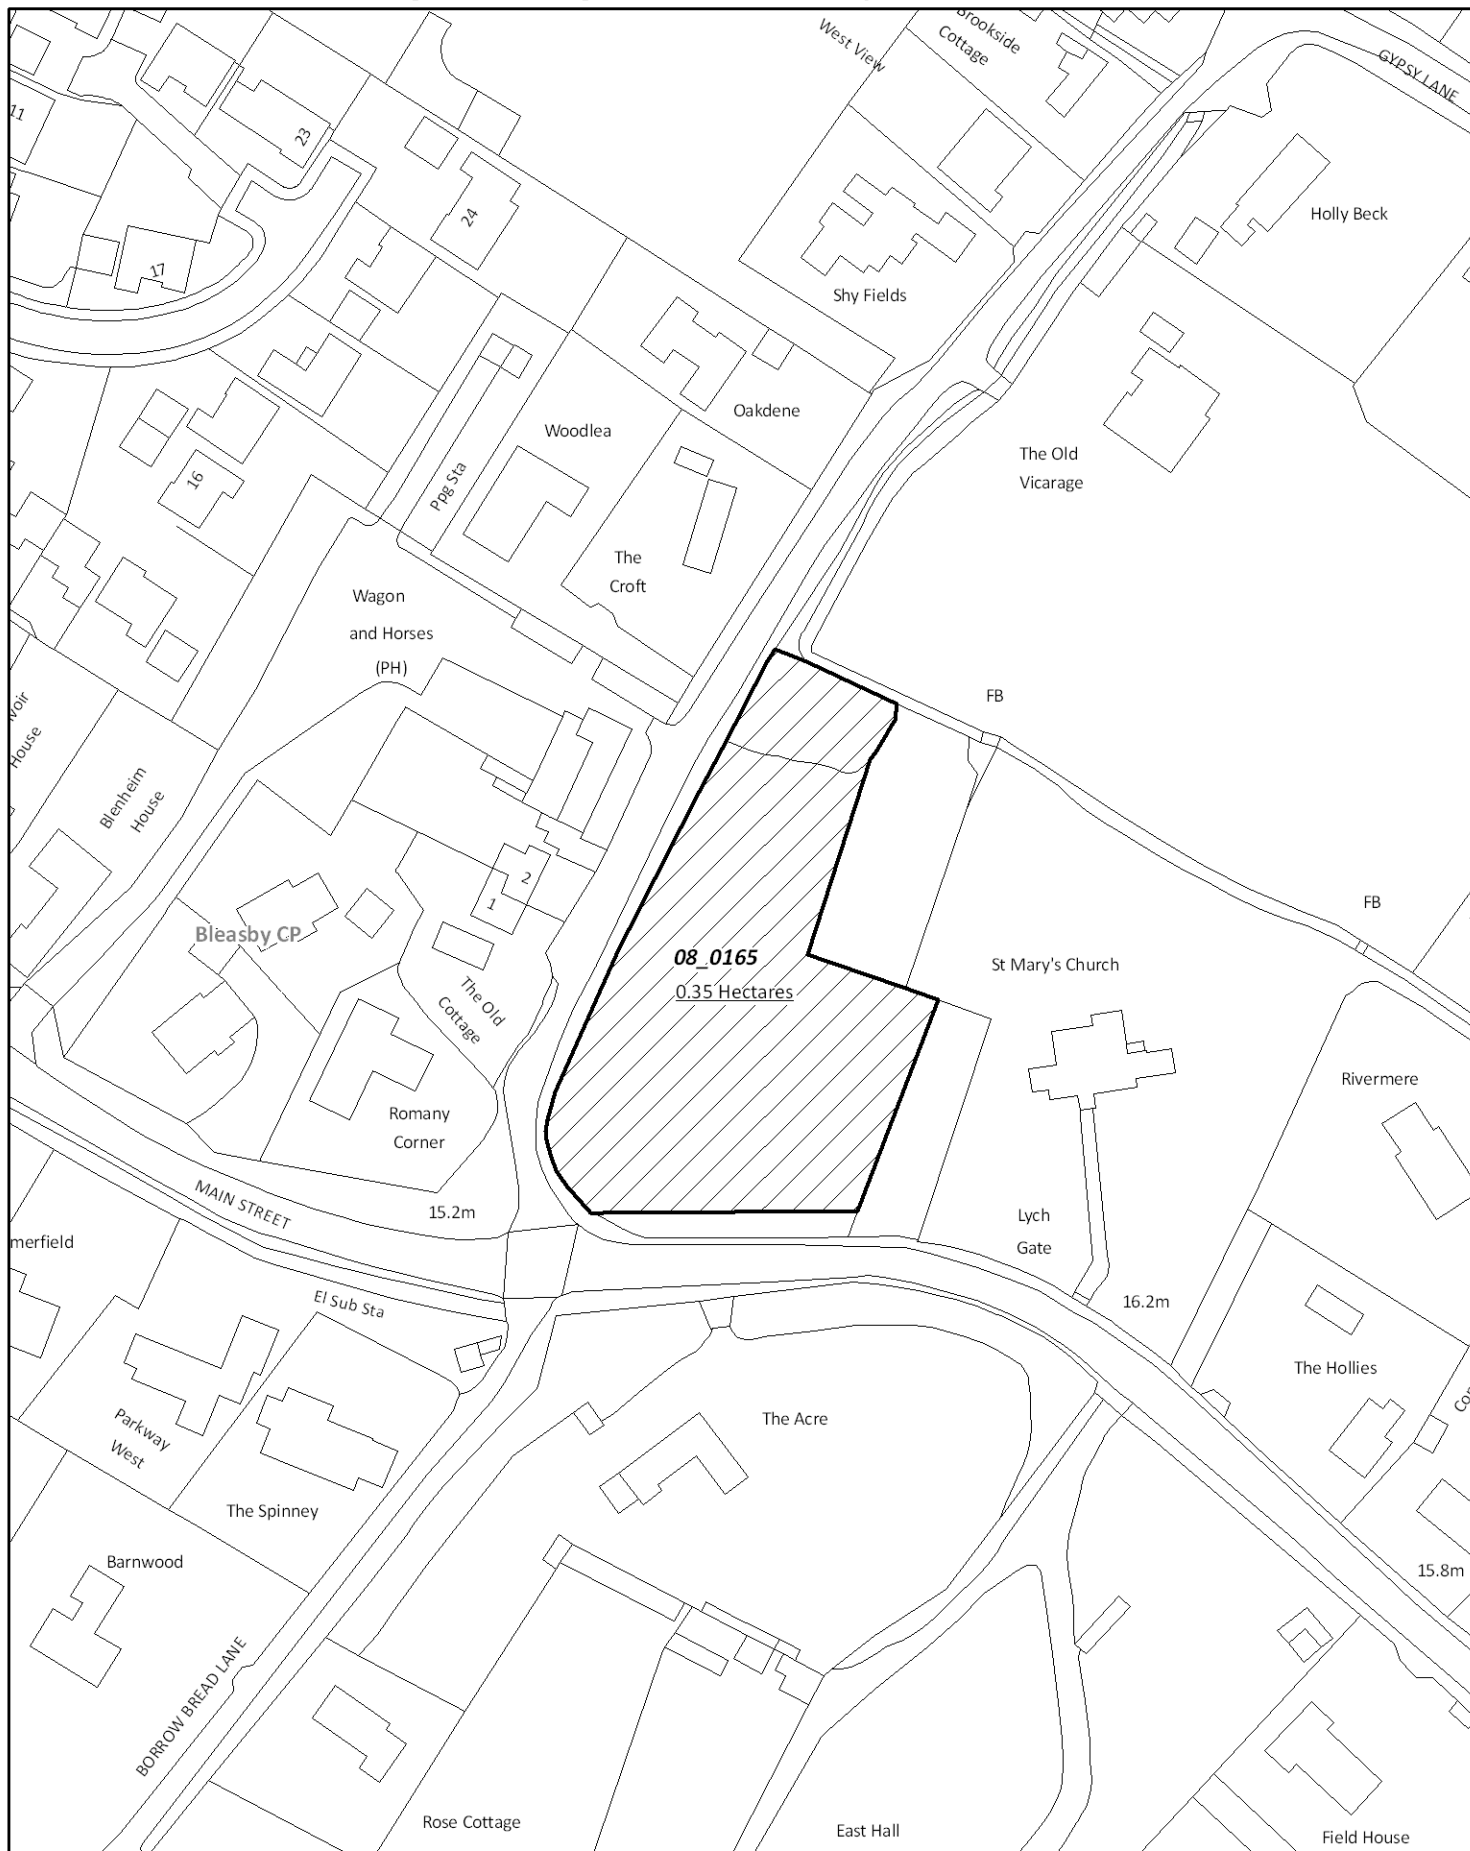 West View
Brookside
Cottage
GYPSY LANE
11
23
24
17
Holly Beck
Shy Fields
Oakdene
Woodlea
The Old
Vicarage
16
Ppg Sta
The
Croft
Wagon
and Horses
(PH)
FB
House
Blenheim
House
2
1
FB
Bleasby CP
08_0165
0.35 Hectares
St Mary's Church
The Old
Cottage
Rivermere
Romany
Corner
MAIN STREET
15.2m
Lych
Gate
merfield
El Sub Sta
16.2m
The Hollies
Parkway
West
The Acre
The Spinney
Barnwood
15.8m
BORROW BREAD LANE
Rose Cottage
East Hall
Field House